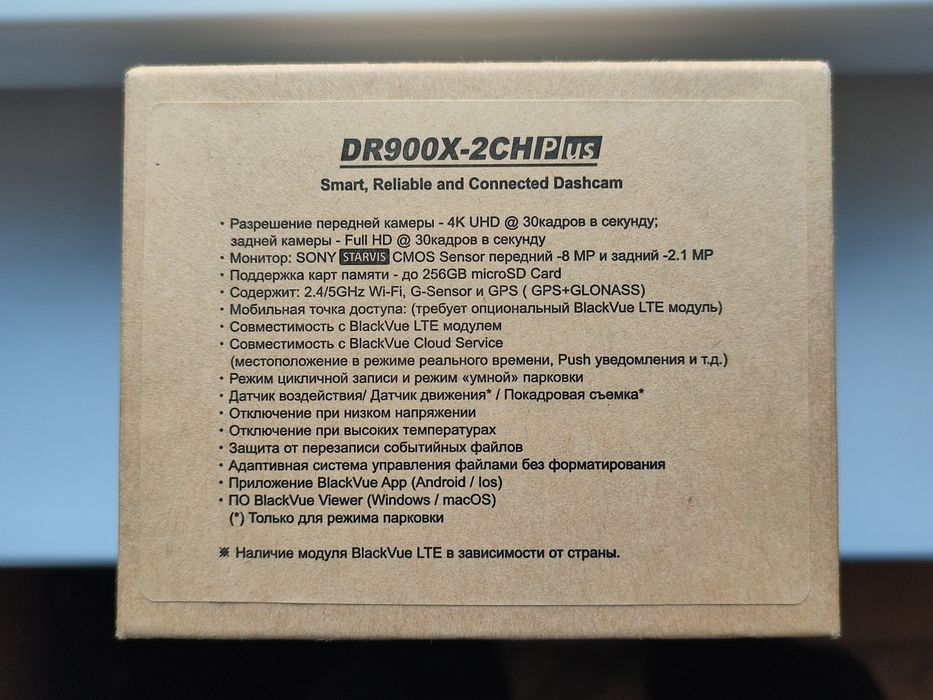 DR900X-2CH Plus
Smart, Reliable and Connected Dashcam
· Разрешение передней камеры - 4K UHD @ 30кадров в секунду;
задней камеры - Full HD @ 30кадров в секунду
· Монитор: SONY STARVIS CMOS Sensor передний -8 MP и задний -2.1 MP
· Поддержка карт памяти - до 256GB microSD Card
· Содержит: 2.4/5GHz Wi-Fi, G-Sensor и GPS ( GPS+GLONASS)
· Мобильная точка доступа: (требует опциональный BlackVue LTE модуль)
· Совместимость с BlackVue LTE модулем
· Совместимость с BlackVue Cloud Service
(местоположение в режиме реального времени, Push уведомления и т.д.)
· Режим цикличной записи и режим «умной» парковки
· Датчик воздействия/ Датчик движения* / Покадровая съемка*
· Отключение при низком напряжении
· Отключение при высоких температурах
· Защита от перезаписи событийных файлов
· Адаптивная система управления файлами без форматирования
· Приложение BlackVue App (Android / Ios)
· ПО BlackVue Viewer (Windows / macOS)
(*) Только для режима парковки
※ Наличие модуля BlackVue LTE в зависимости от страны.